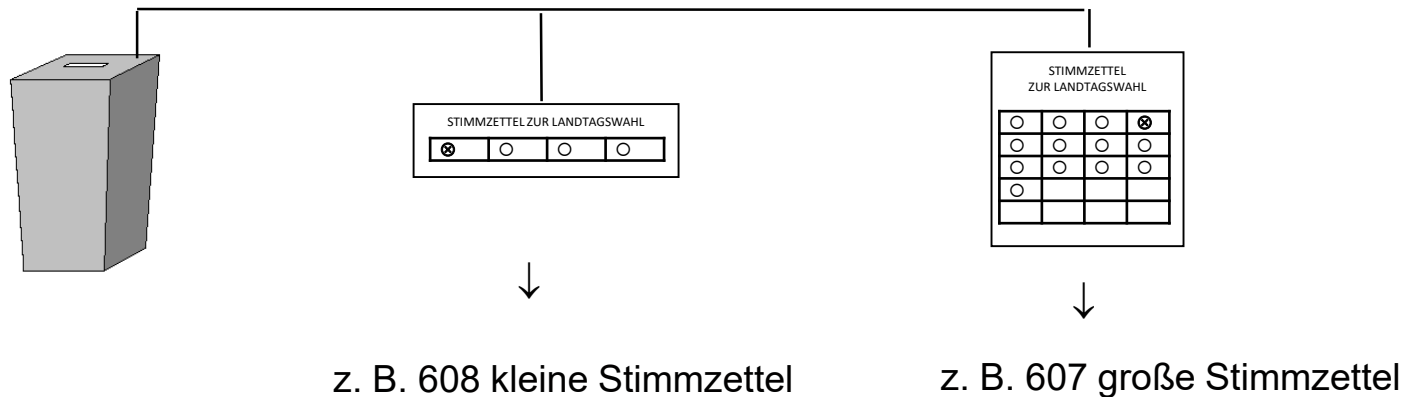 STIMMZETTEL ZUR LANDTAGSWAHL
STIMMZETTEL
ZUR LANDTAGSWAHL
z. B. 608 kleine Stimmzettel
z. B. 607 große Stimmzettel